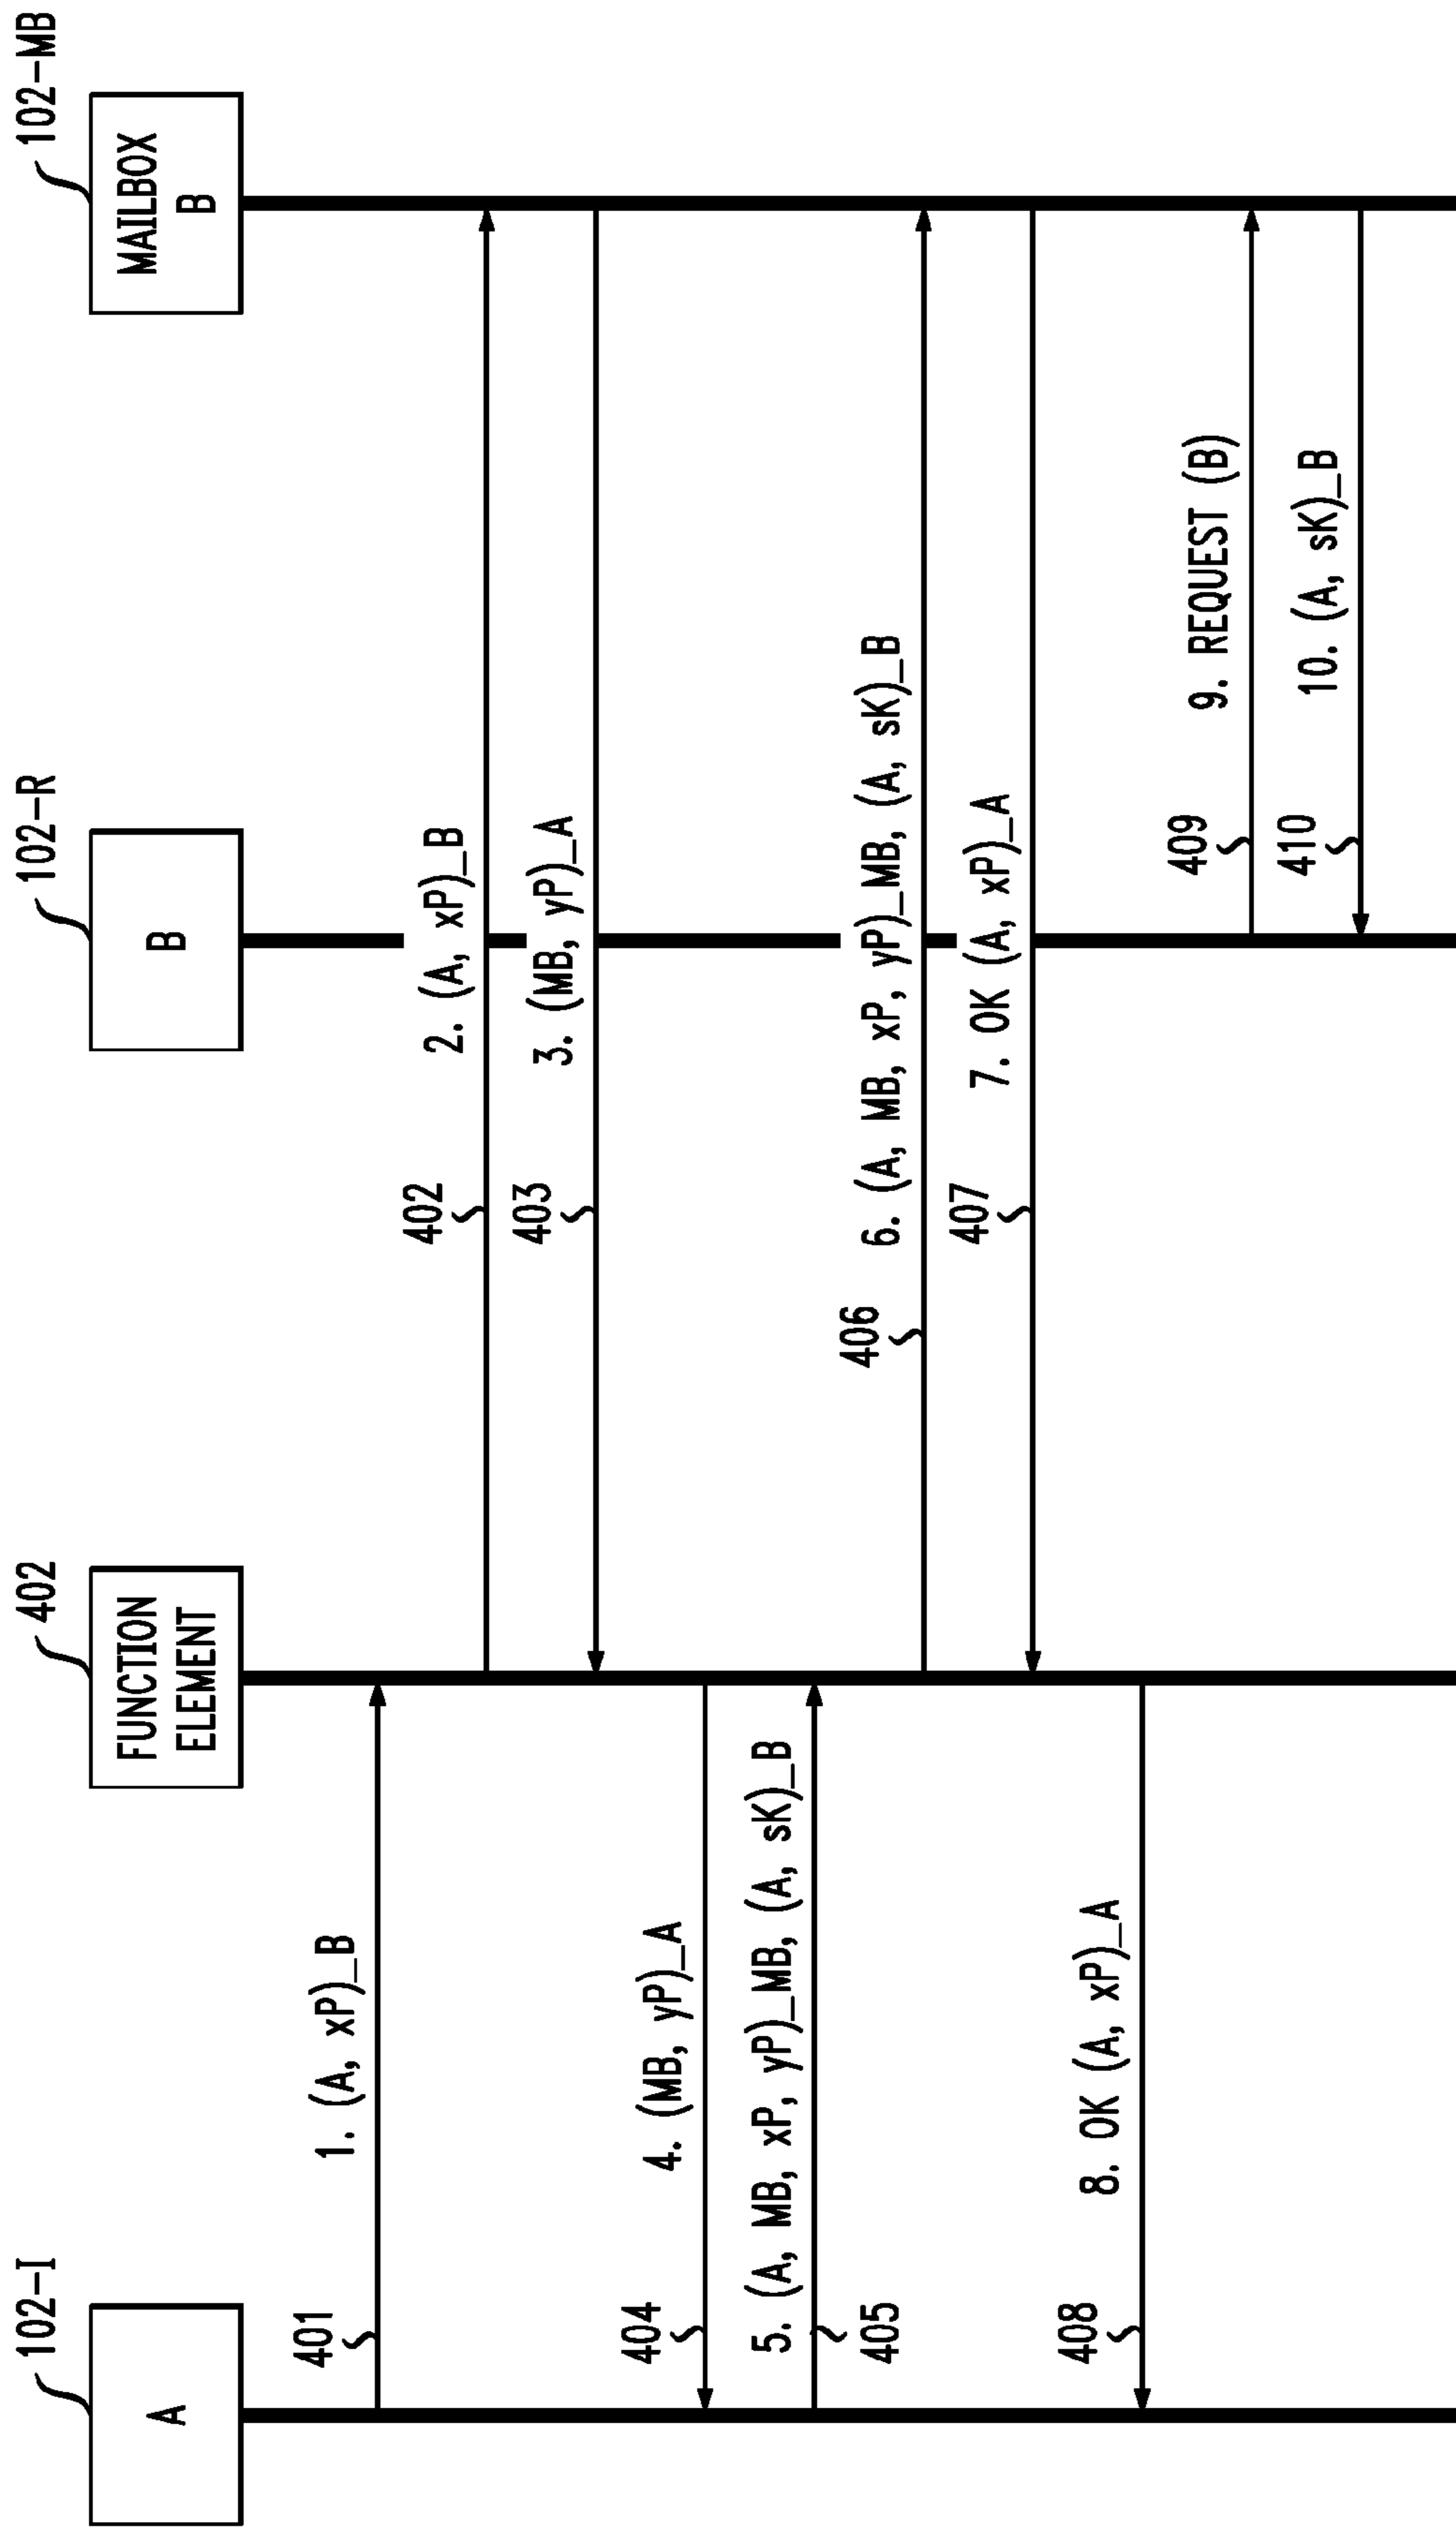 102-I
402
102-R
102-MB
A
FUNCTION
ELEMENT
B
MAILBOX
B
401
1. (A, xP)_B
402
2. (A, xP)_B
403
3. (MB, yP)_A
404
4. (MB, yP)_A
5. (A, MB, xP, yP)_MB, (A, sK)_B
405
406
6. (A, MB, xP, yP)_MB, (A, sK)_B
407
7. OK (A, xP)_A
408
8. OK (A, xP)_A
409
9. REQUEST (B)
410
10. (A, sK)_B